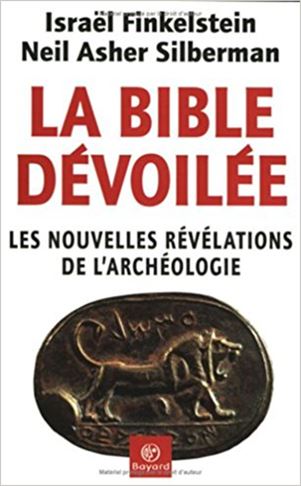 Israël Finkelstein
Neil Asher Silberman
LA BIBLE
DÉVOILÉE
LES NOUVELLES RÉVÉLATIONS
DE L'ARCHÉOLOGIE
Bayard